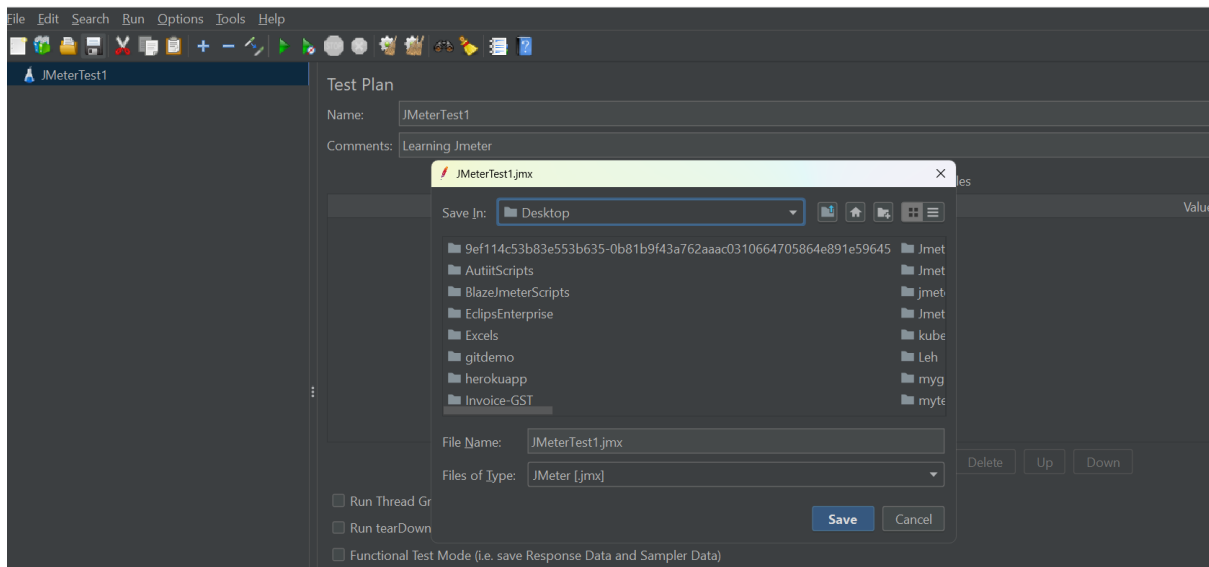 File Edit Search Run Options Tools Help
JMeterTest1
Test Plan
Name: JMeterTest1
Comments: Learning Jmeter
JMeterTest1.jmx
les
Save In: Desktop
Value
9ef114c53b83e553b635-0b81b9f43a762aaac0310664705864e891e59645 Jmet
AutiitScripts Jmet
BlazeJmeterScripts jmet
EclipsEnterprise Jmet
Excels kube
gitdemo Leh
herokuapp myg
Invoice-GST myte
File Name: JMeterTest1.jmx
Delete Up Down
Files of Type: JMeter [.jmx]
Run Thread Gr
Save Cancel
Run tearDown
Functional Test Mode (i.e. save Response Data and Sampler Data)